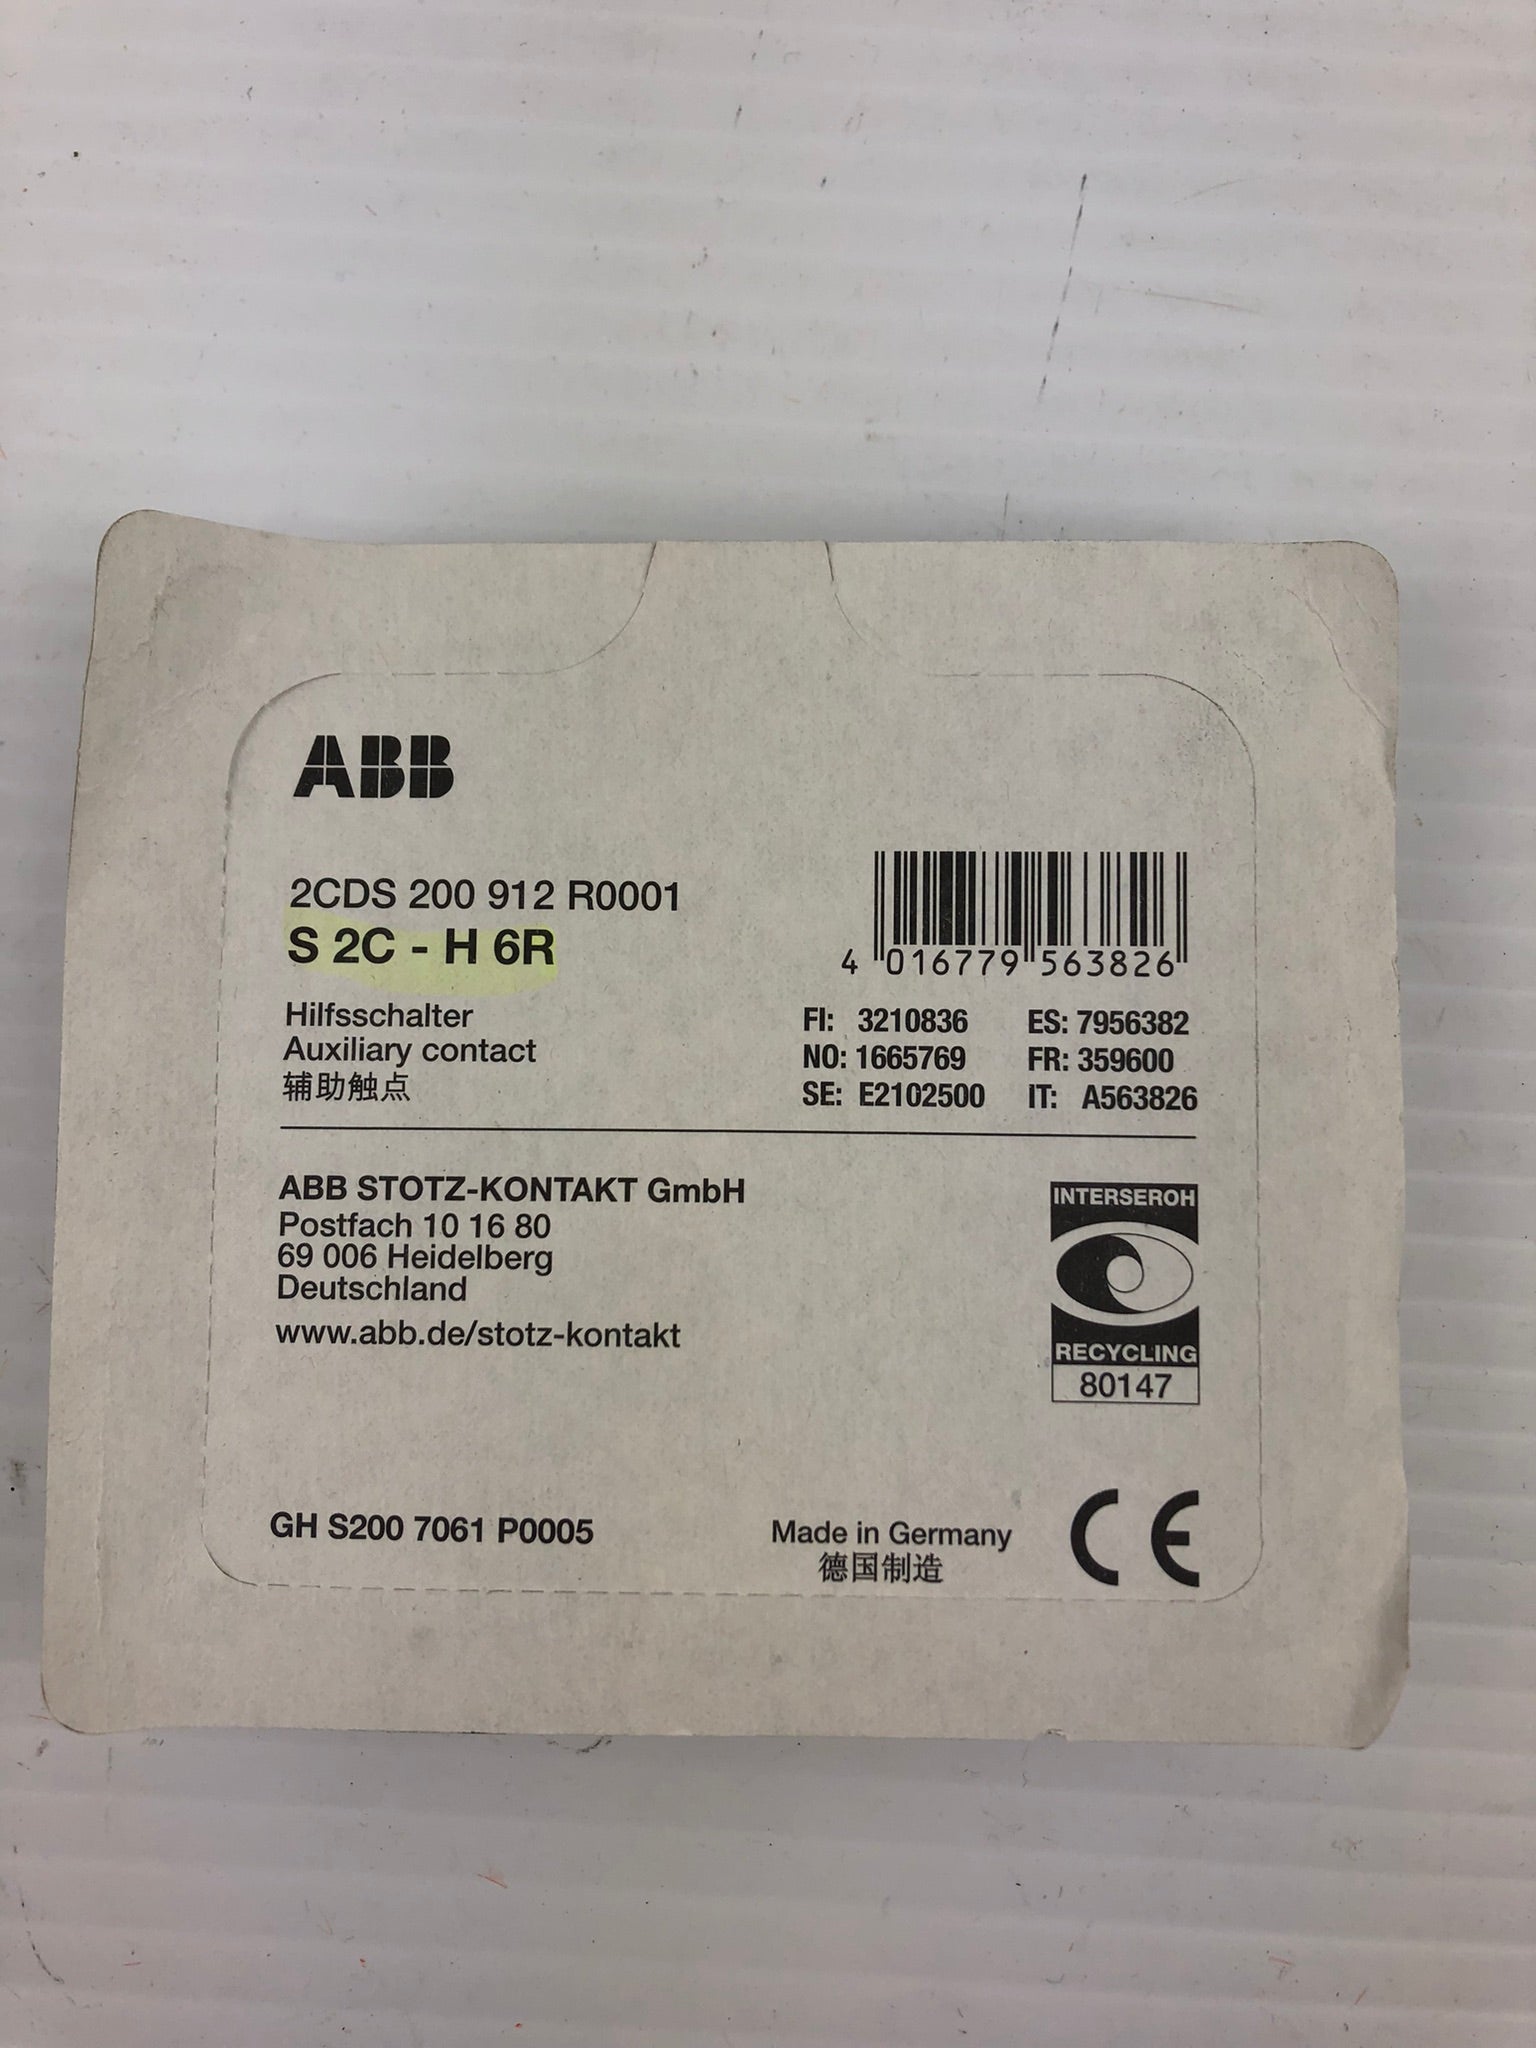 ABB
2CDS 200 912 R0001
S 2C - H 6R
4 016779 563826
Hilfsschalter
Auxiliary contact
辅助触点
FI: 3210836 ES: 7956382
NO: 1665769 FR: 359600
SE: E2102500 IT: A563826
ABB STOTZ-KONTAKT GmbH
Postfach 10 16 80
69 006 Heidelberg
Deutschland
www.abb.de/stotz-kontakt
INTERSEROH
RECYCLING
80147
GH S200 7061 P0005
Made in Germany
德国制造
CE